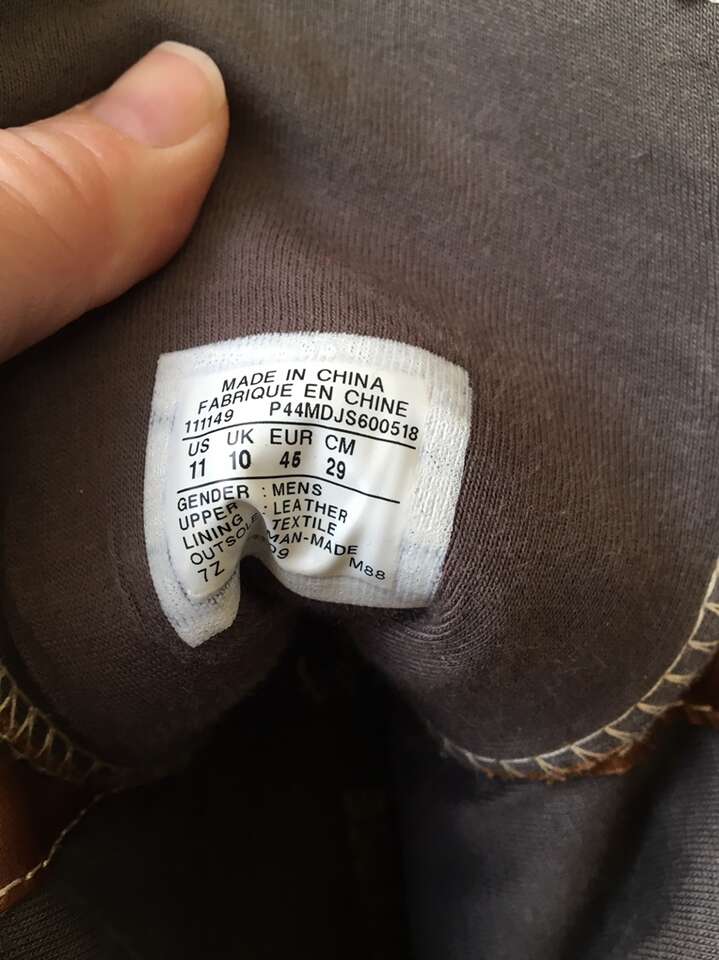 MADE IN CHINA
FABRIQUE EN CHINE
111149 P44MDJS600518
US UK EUR CM
11 10 45 29
GENDER : MENS
UPPER : LEATHER
LINING TEXTILE
OUTSOLE MAN-MADE
7Z M88